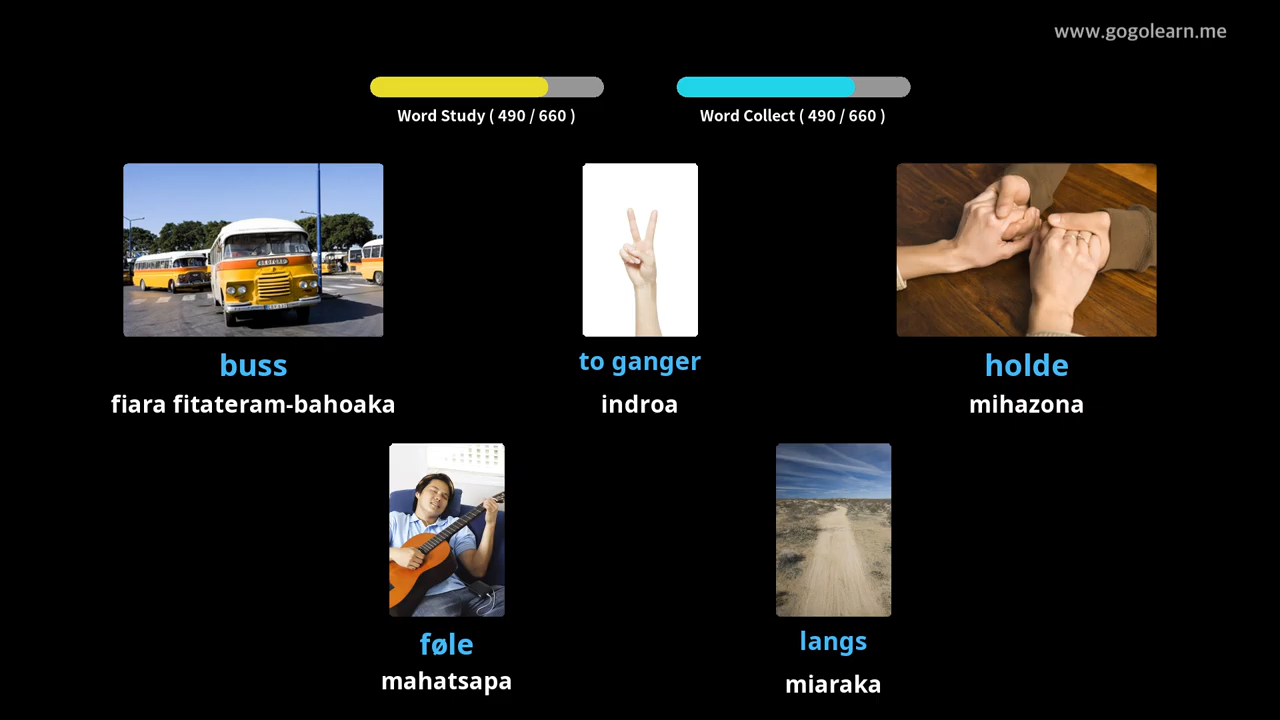 www.gogolearn.me
Word Study ( 490 / 660 )
Word Collect ( 490 / 660 )
buss
fiara fitateram-bahoaka
to ganger
indroa
holde
mihazona
føle
mahatsapa
langs
miaraka